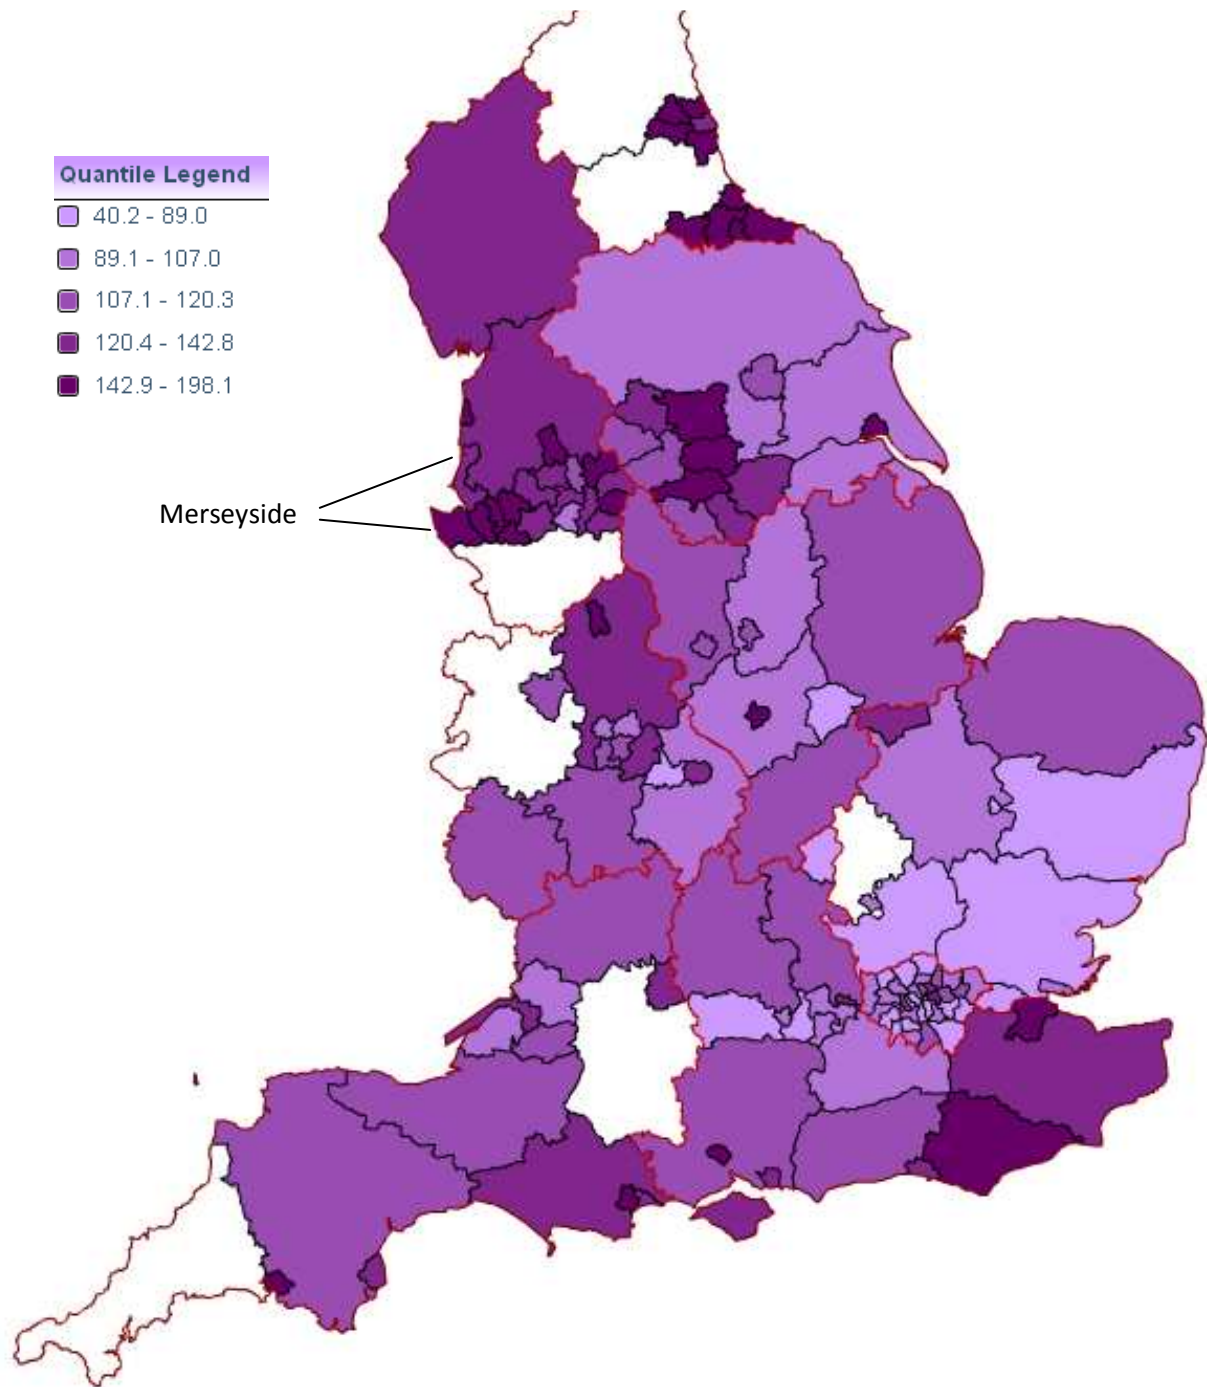 Quantile Legend
40.2 - 89.0
89.1 - 107.0
107.1 - 120.3
120.4 - 142.8
142.9 - 198.1
Merseyside